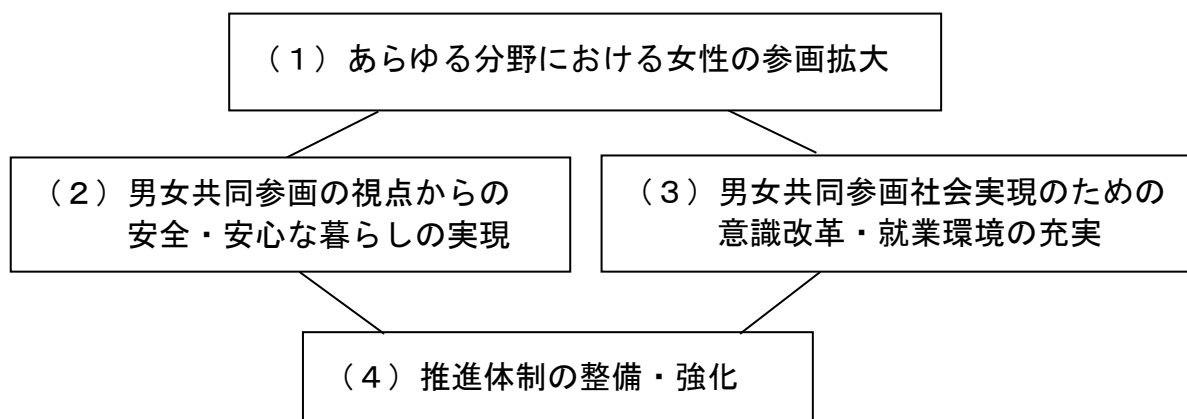 （１）あらゆる分野における女性の参画拡大
（２）男女共同参画の視点からの
安全・安心な暮らしの実現
（３）男女共同参画社会実現のための
意識改革・就業環境の充実
（４）推進体制の整備・強化